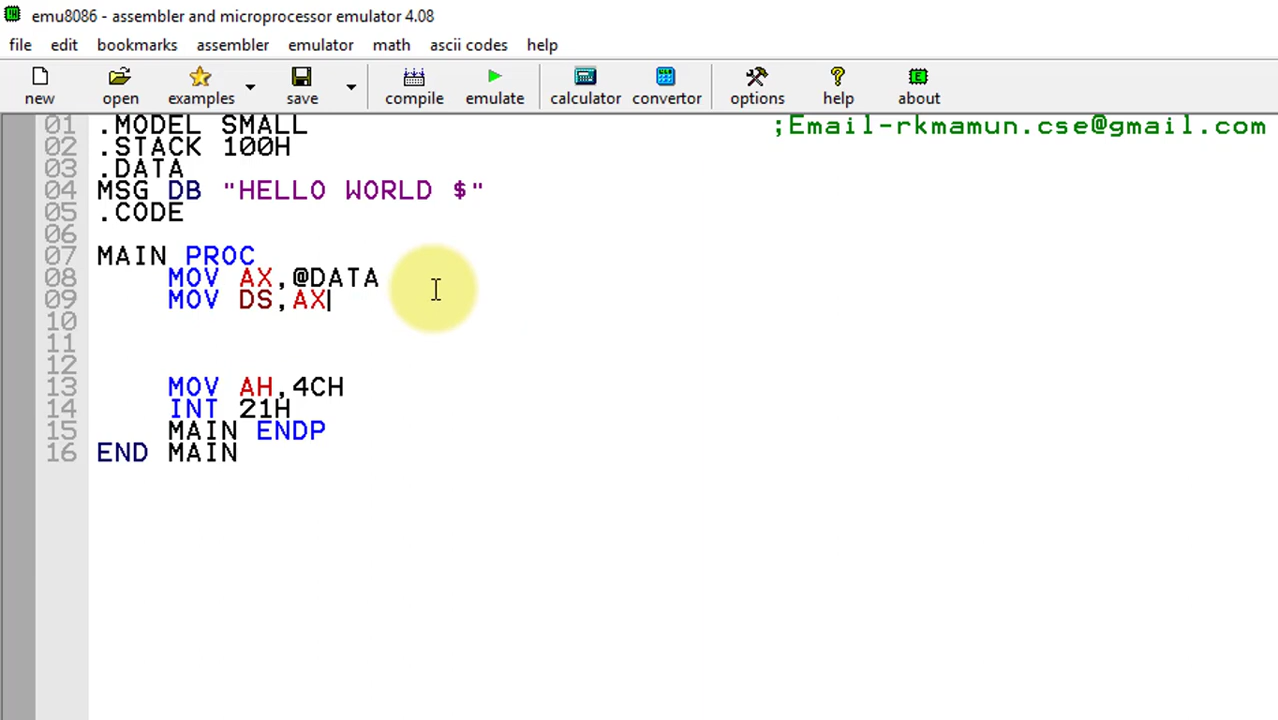 emu8086 - assembler and microprocessor emulator 4.08
file edit bookmarks assembler emulator math ascii codes help
new open examples save compile emulate calculator convertor options help about
01 .MODEL SMALL ;Email-rkmamun.cse@gmail.com
02 .STACK 100H
03 .DATA
04 MSG DB "HELLO WORLD $"
05 .CODE
06
07 MAIN PROC
08 MOV AX,@DATA
09 MOV DS,AX
10
11
12
13 MOV AH,4CH
14 INT 21H
15 MAIN ENDP
16 END MAIN